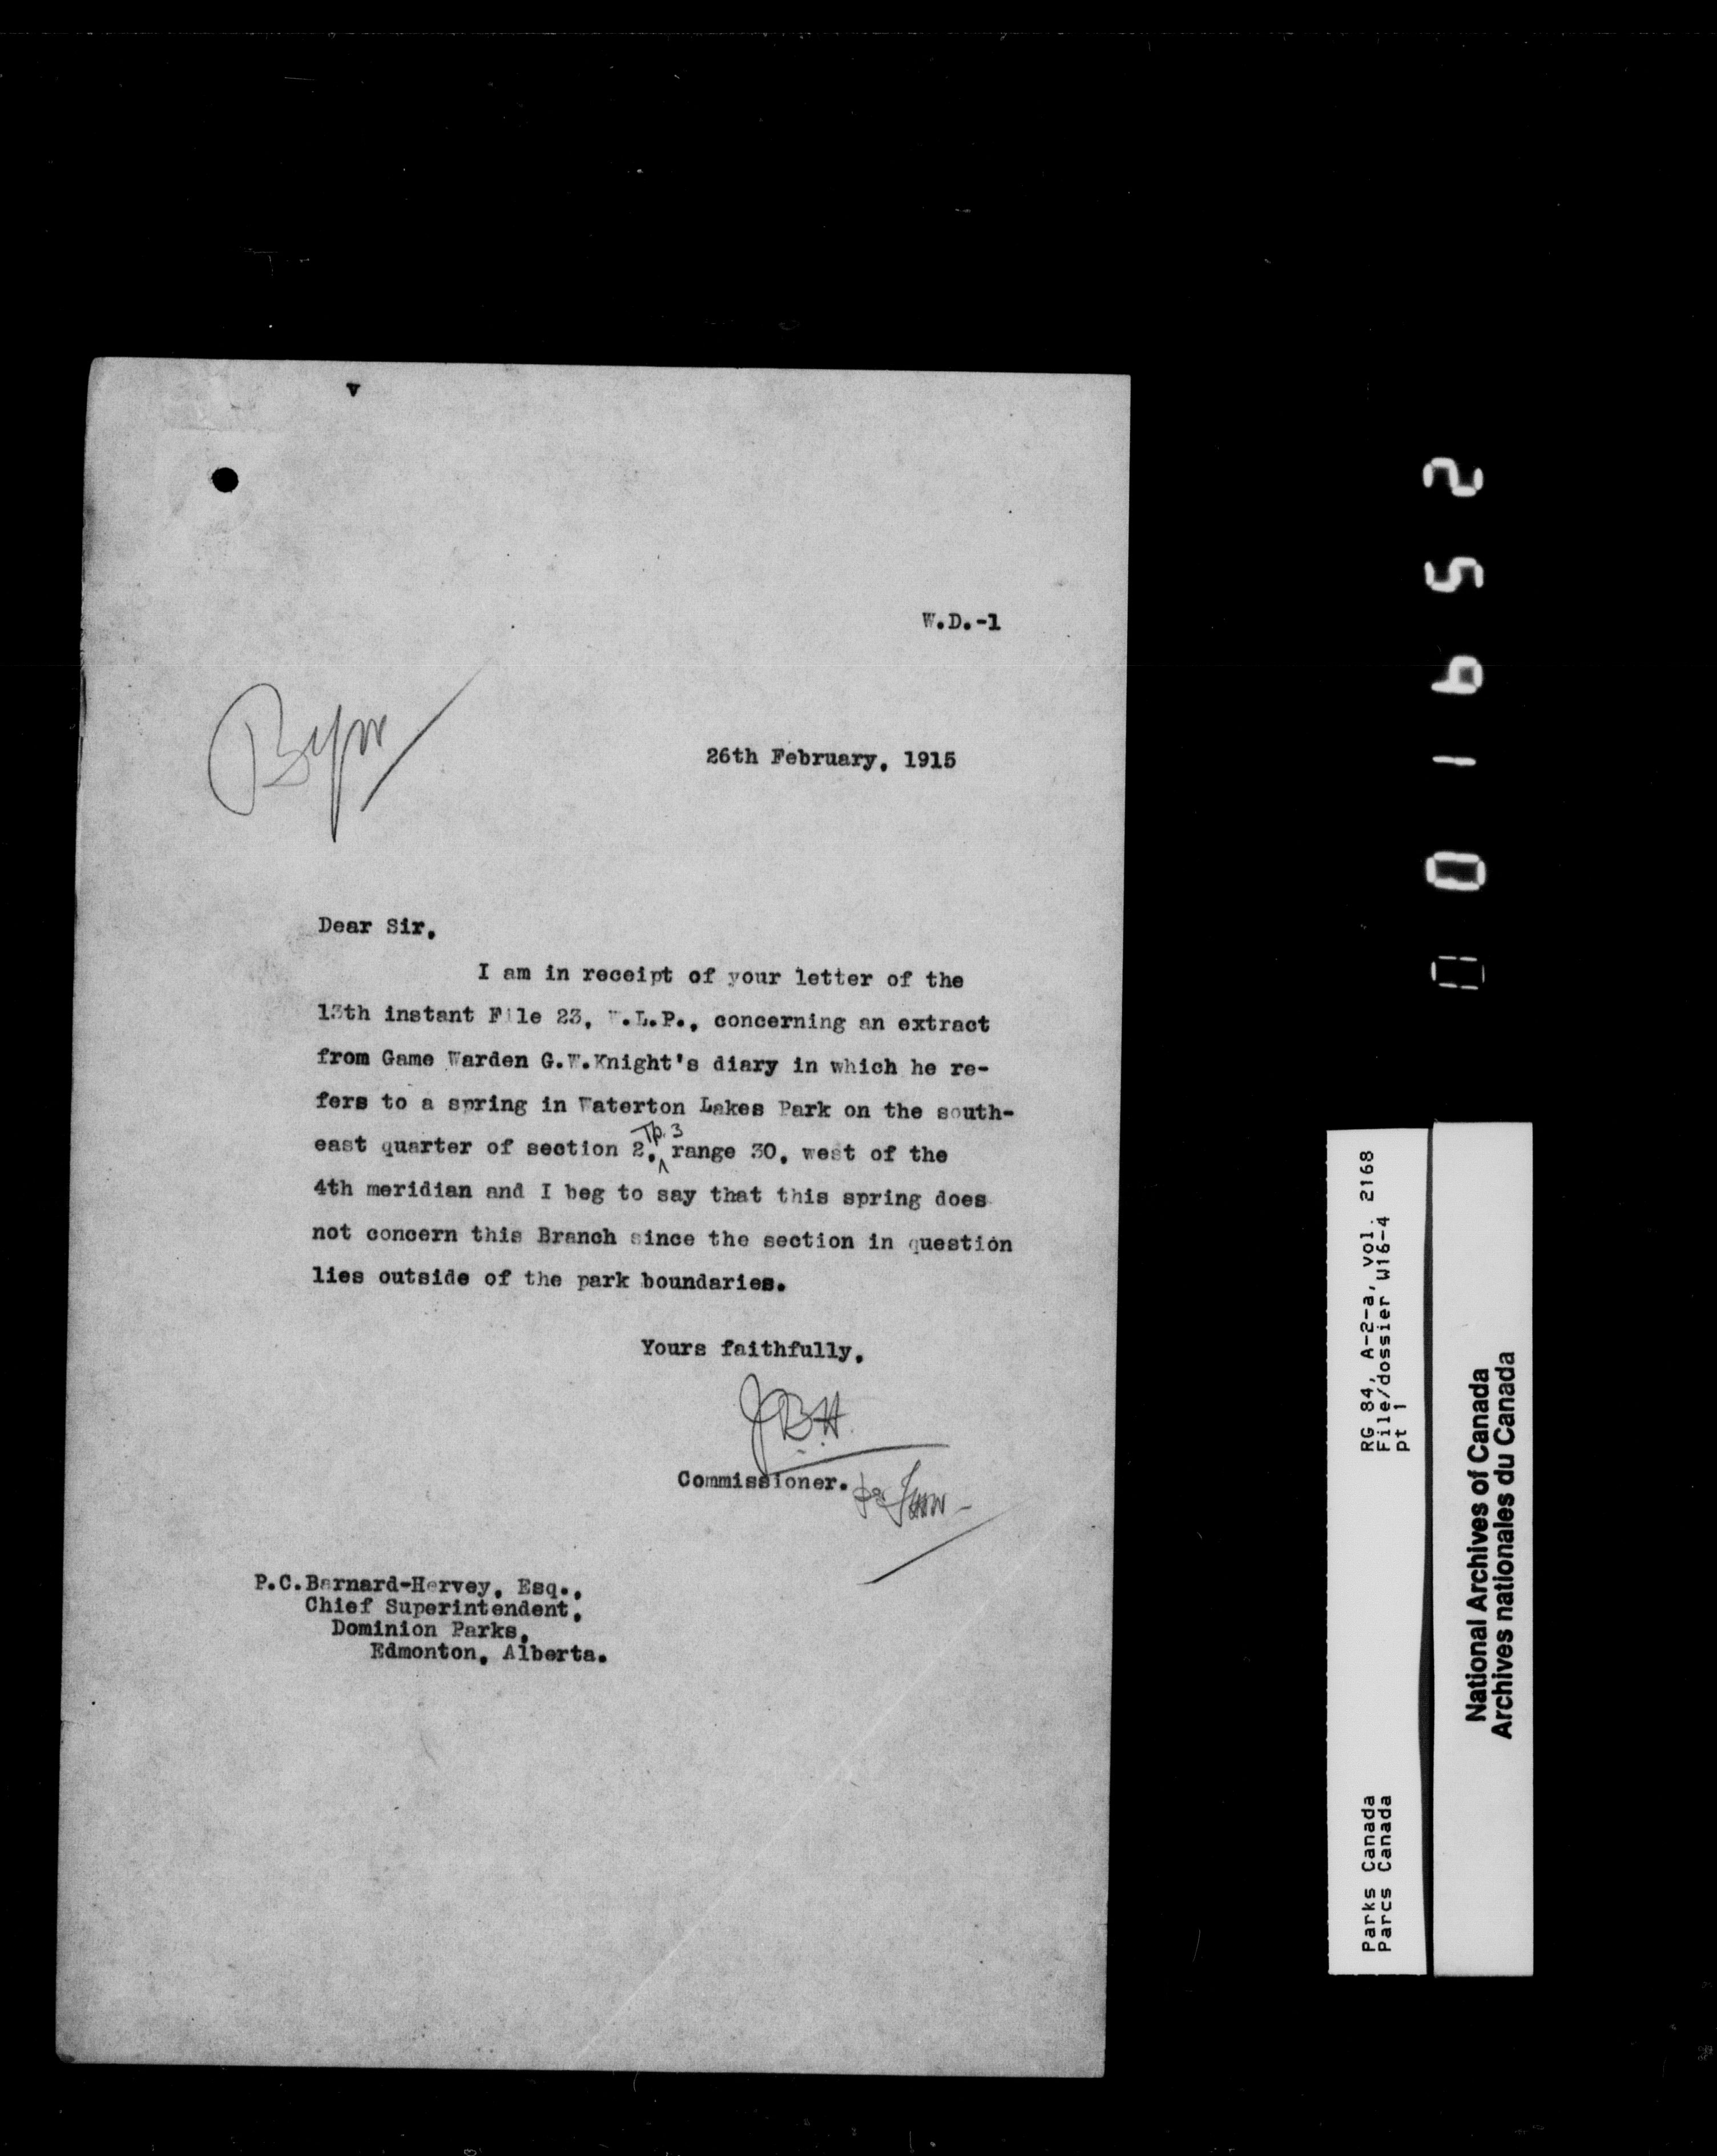 W.D.-1
26th February, 1915
Dear Sir,
I am in receipt of your letter of the
13th instant File 23, W.L.P., concerning an extract
from Game Warden G.W.Knight's diary in which he re-
fers to a spring in Waterton Lakes Park on the south-
east quarter of section 2, Tp. 3 range 30, west of the
4th meridian and I beg to say that this spring does
not concern this Branch since the section in question
lies outside of the park boundaries.
Yours faithfully,
JBH.
Commissioner.
P.C.Barnard-Hervey, Esq.,
Chief Superintendent,
Dominion Parks,
Edmonton, Alberta.
001652
RG 84, A-2-a, vol. 2168
File/dossier W16-4
pt 1
Parks Canada
Parcs Canada
National Archives of Canada
Archives nationales du Canada